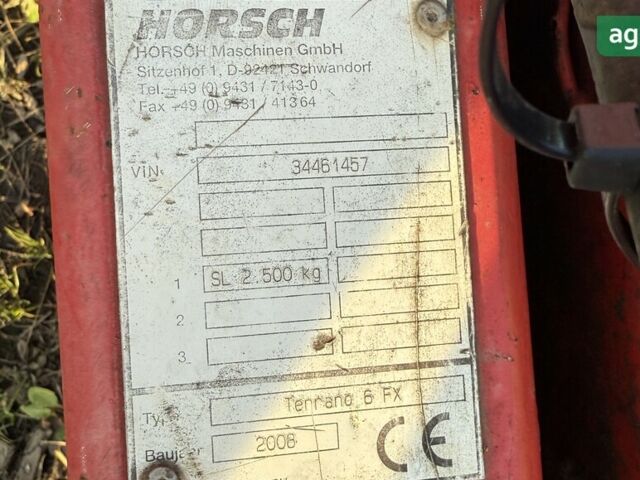 HORSCH
HORSCH Maschinen GmbH
Sitzenhof 1, D-92421 Schwandorf
Tel. +49 (0) 9431 / 7143-0
Fax +49 (0) 9431 / 41364
VIN 34461457
1 SL 2.500 kg
2
3
Terrano 6 FX
2008 CE
ag